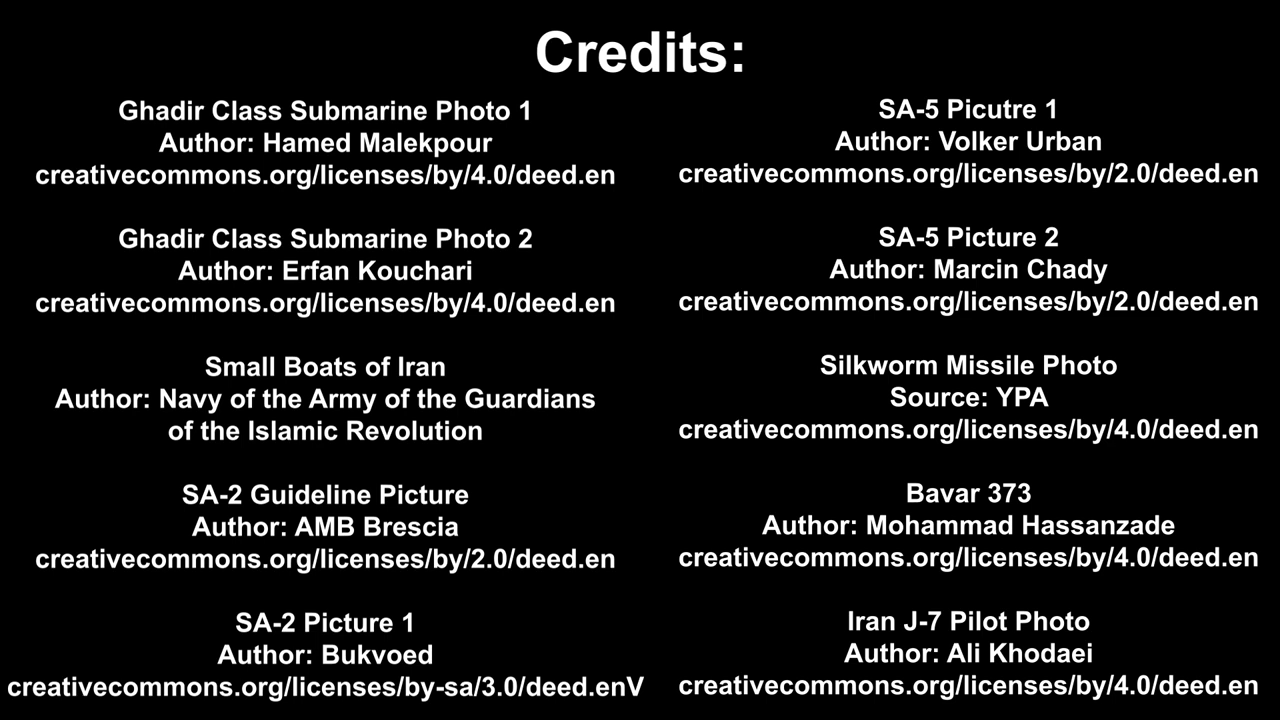 Credits:
Ghadir Class Submarine Photo 1
Author: Hamed Malekpour
creativecommons.org/licenses/by/4.0/deed.en
Ghadir Class Submarine Photo 2
Author: Erfan Kouchari
creativecommons.org/licenses/by/4.0/deed.en
Small Boats of Iran
Author: Navy of the Army of the Guardians
of the Islamic Revolution
SA-2 Guideline Picture
Author: AMB Brescia
creativecommons.org/licenses/by/2.0/deed.en
SA-2 Picture 1
Author: Bukvoed
creativecommons.org/licenses/by-sa/3.0/deed.enV
SA-5 Picutre 1
Author: Volker Urban
creativecommons.org/licenses/by/2.0/deed.en
SA-5 Picture 2
Author: Marcin Chady
creativecommons.org/licenses/by/2.0/deed.en
Silkworm Missile Photo
Source: YPA
creativecommons.org/licenses/by/4.0/deed.en
Bavar 373
Author: Mohammad Hassanzade
creativecommons.org/licenses/by/4.0/deed.en
Iran J-7 Pilot Photo
Author: Ali Khodaei
creativecommons.org/licenses/by/4.0/deed.en